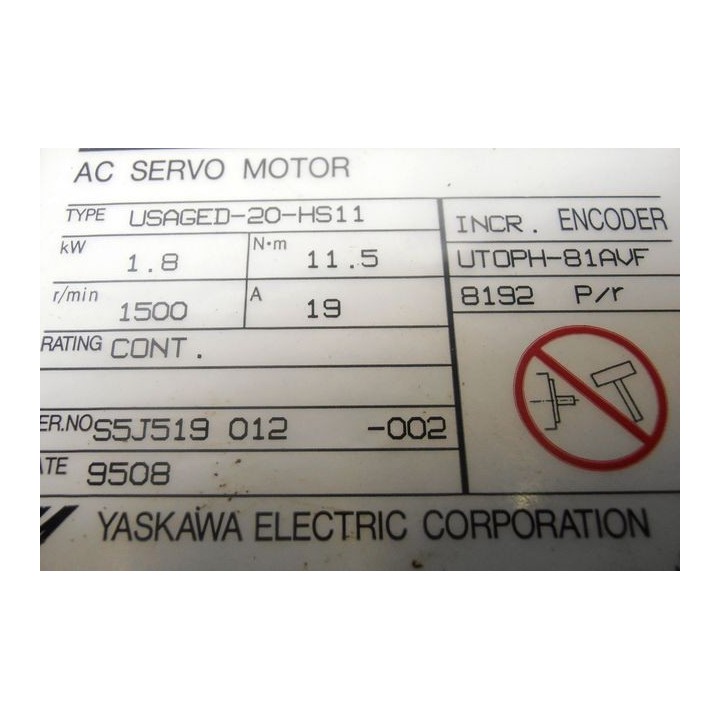 AC SERVO MOTOR
TYPE USAGED-20-HS11
kW 1.8 N·m 11.5
r/min 1500 A 19
RATING CONT.
ER.NO S5J519 012 -002
ATE 9508
INCR. ENCODER
UTOPH-81AVF
8192 P/r
YASKAWA ELECTRIC CORPORATION